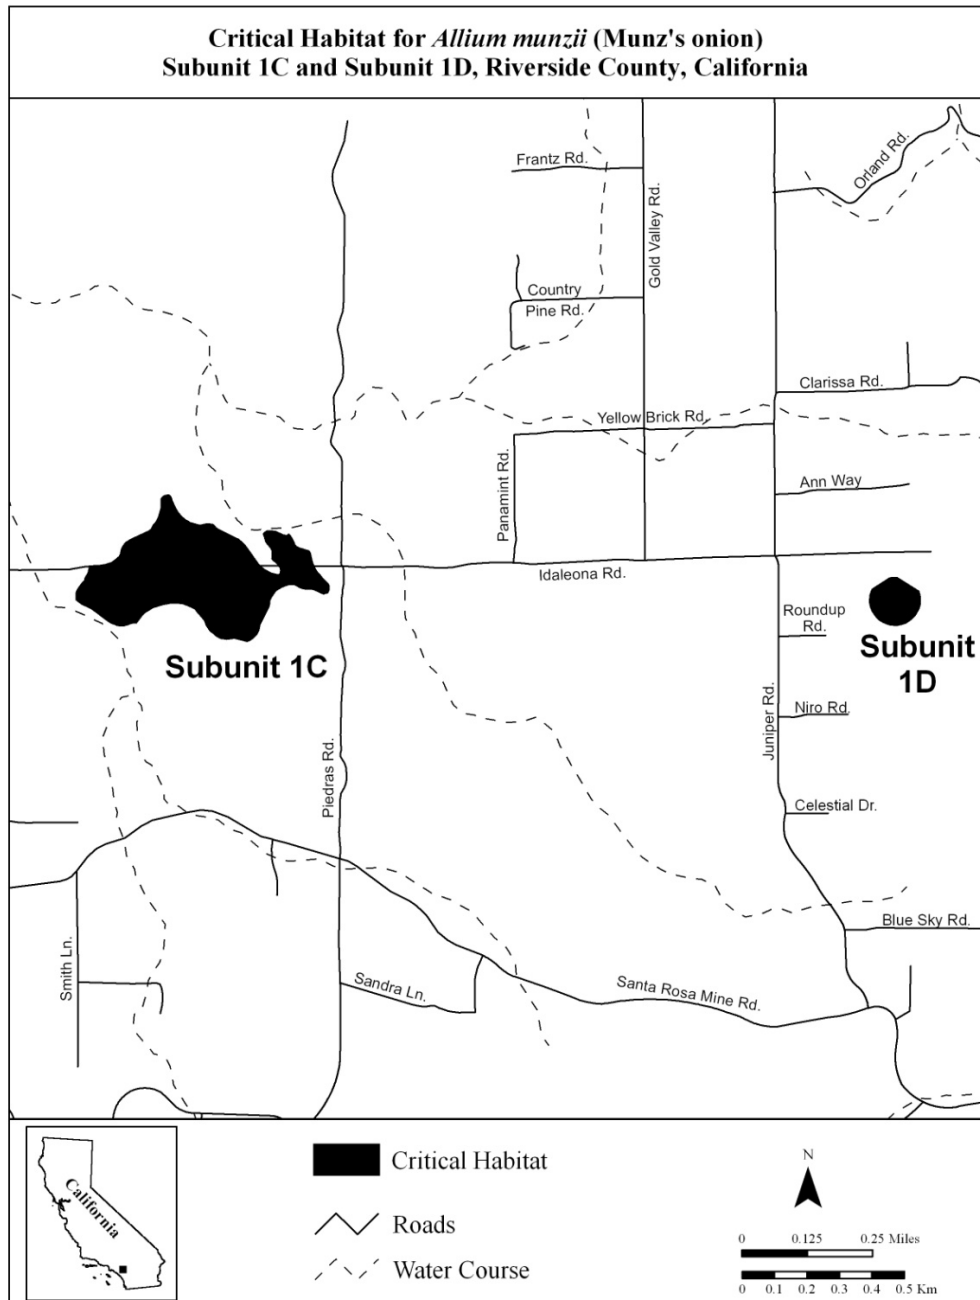 Critical Habitat for Allium munzii (Munz's onion)
Subunit 1C and Subunit 1D, Riverside County, California
Orland Rd.
Frantz Rd.
Gold Valley Rd.
Country
Pine Rd.
Clarissa Rd.
Yellow Brick Rd.
Panamint Rd.
Ann Way
Idaleona Rd.
Roundup
Rd.
Subunit
1D
Subunit 1C
Juniper Rd.
Niro Rd.
Piedras Rd.
Celestial Dr.
Blue Sky Rd.
Smith Ln.
Sandra Ln.
Santa Rosa Mine Rd.
California
Critical Habitat
Roads
Water Course
N
0 0.125 0.25 Miles
0 0.1 0.2 0.3 0.4 0.5 Km